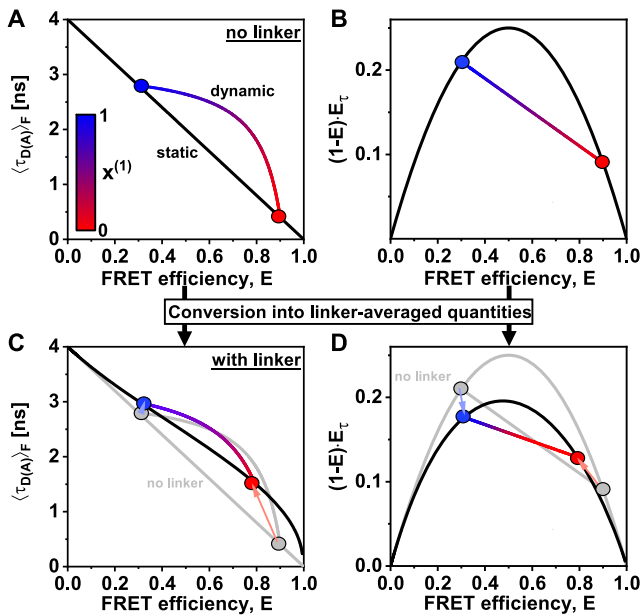 A
B
no linker
⟨τD(A)⟩F [ns]
4
3
2
1
0
dynamic
static
1
x(1)
0
0.0 0.2 0.4 0.6 0.8 1.0
FRET efficiency, E
(1-E)·Eτ
0.2
0.1
0.0 0.2 0.4 0.6 0.8 1.0
FRET efficiency, E
Conversion into linker-averaged quantities
C
D
with linker
⟨τD(A)⟩F [ns]
4
3
2
1
0
no linker
0.0 0.2 0.4 0.6 0.8 1.0
FRET efficiency, E
(1-E)·Eτ
0.2
0.1
0.0
no linker
0.0 0.2 0.4 0.6 0.8 1.0
FRET efficiency, E